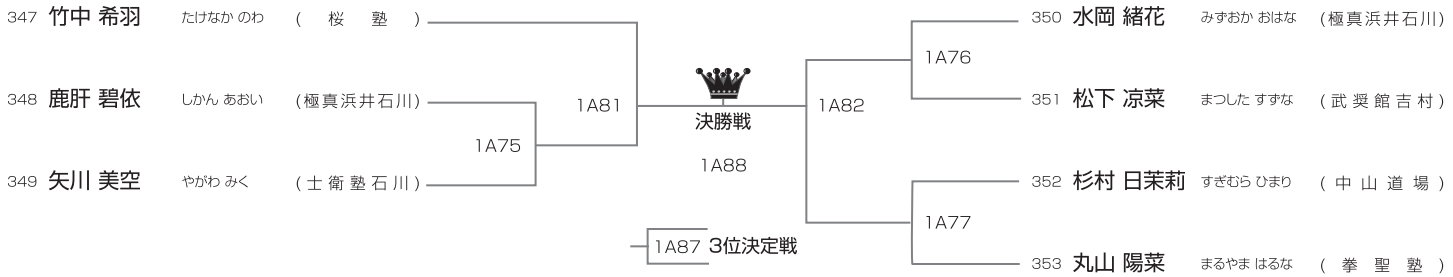 347 竹中 希羽 たけなか のわ (桜塾)
348 鹿肝 碧依 しかん あおい (極真浜井石川)
349 矢川 美空 やがわ みく (士衛塾石川)
1A75
1A81
決勝戦
1A88
1A87 3位決定戦
1A82
1A76
1A77
350 水岡 緒花 みずおか おはな (極真浜井石川)
351 松下 凉菜 まつした すずな (武奨館吉村)
352 杉村 日茉莉 すぎむら ひまり (中山道場)
353 丸山 陽菜 まるやま はるな (拳聖塾)